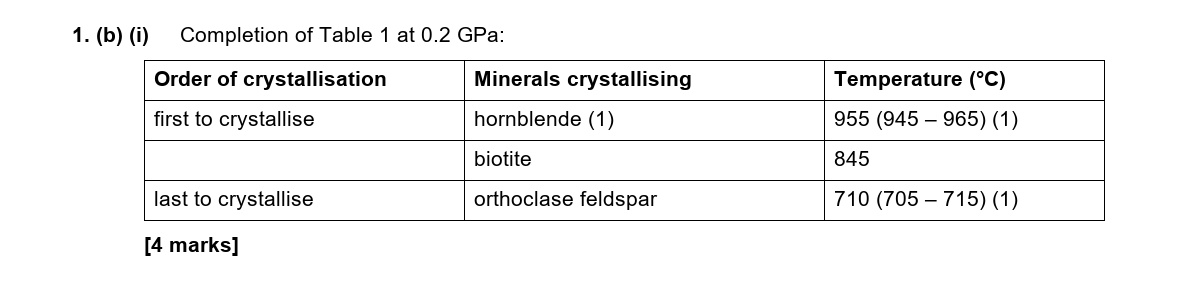 1. (b) (i) Completion of Table 1 at 0.2 GPa:
Order of crystallisation Minerals crystallising Temperature (°C)
first to crystallise hornblende (1) 955 (945 – 965) (1)
biotite 845
last to crystallise orthoclase feldspar 710 (705 – 715) (1)
[4 marks]